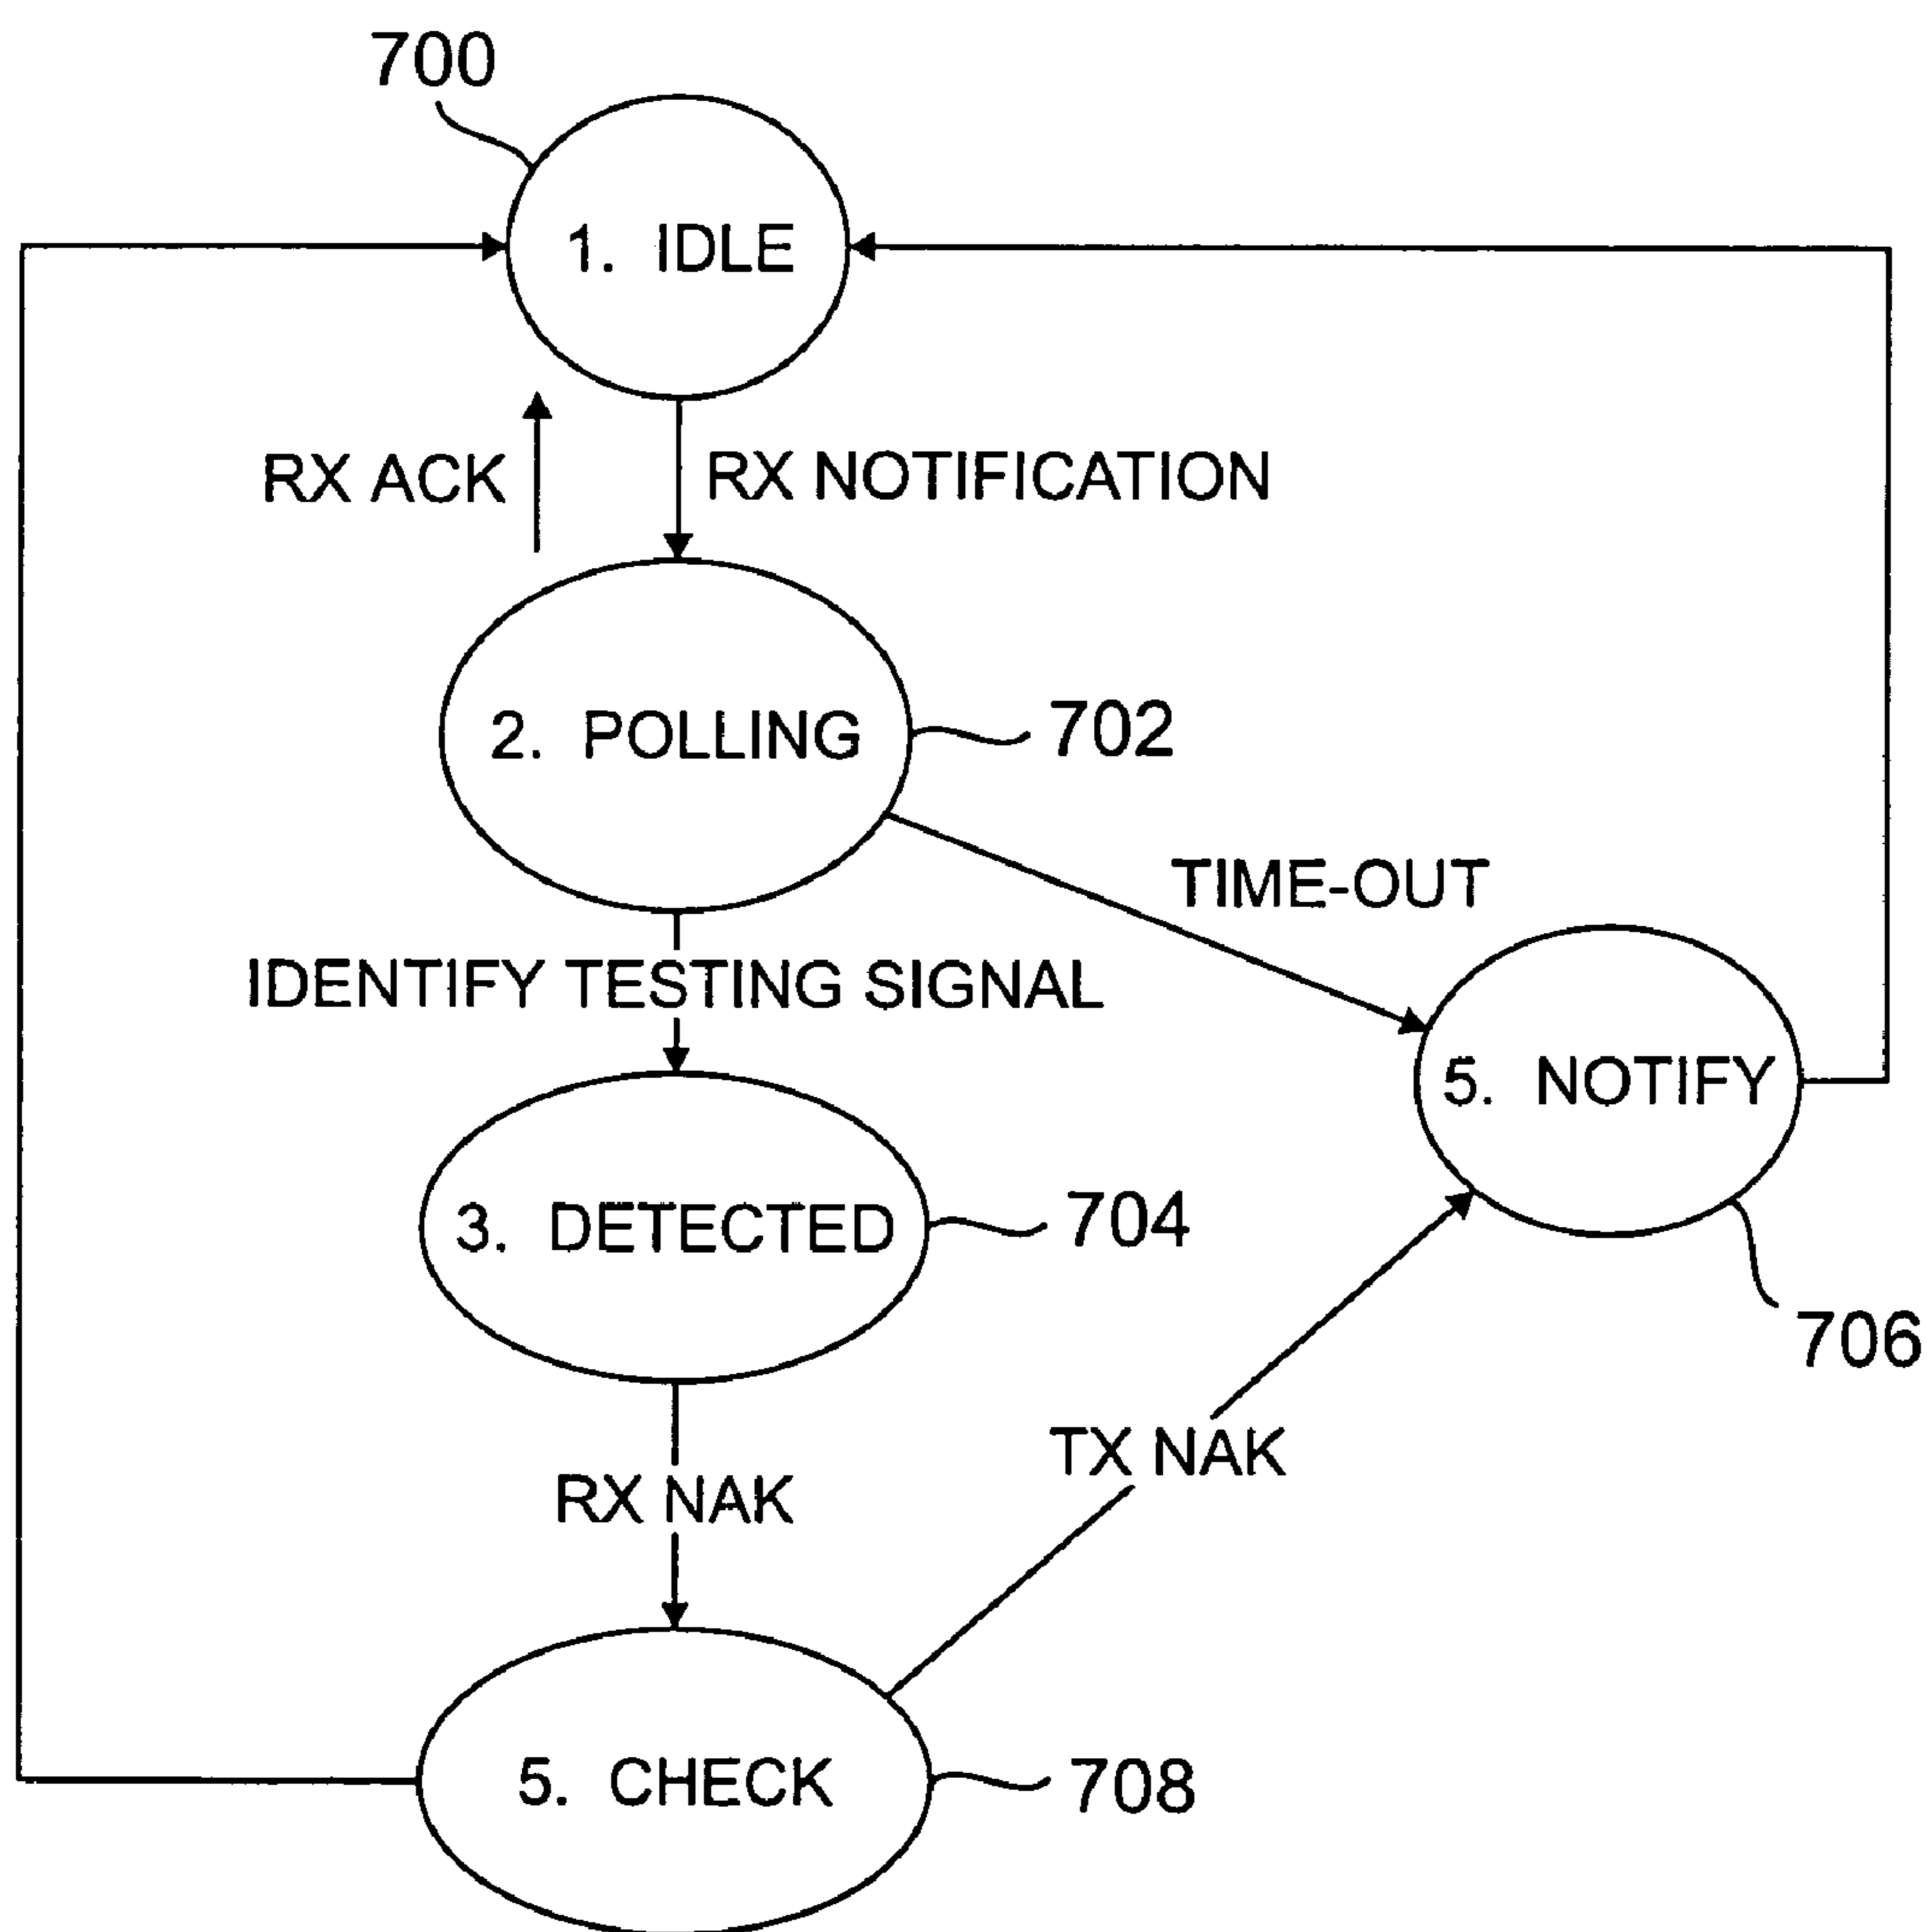 700
1. IDLE
RX ACK
RX NOTIFICATION
2. POLLING
702
TIME-OUT
IDENTIFY TESTING SIGNAL
5. NOTIFY
3. DETECTED
704
706
TX NAK
RX NAK
5. CHECK
708